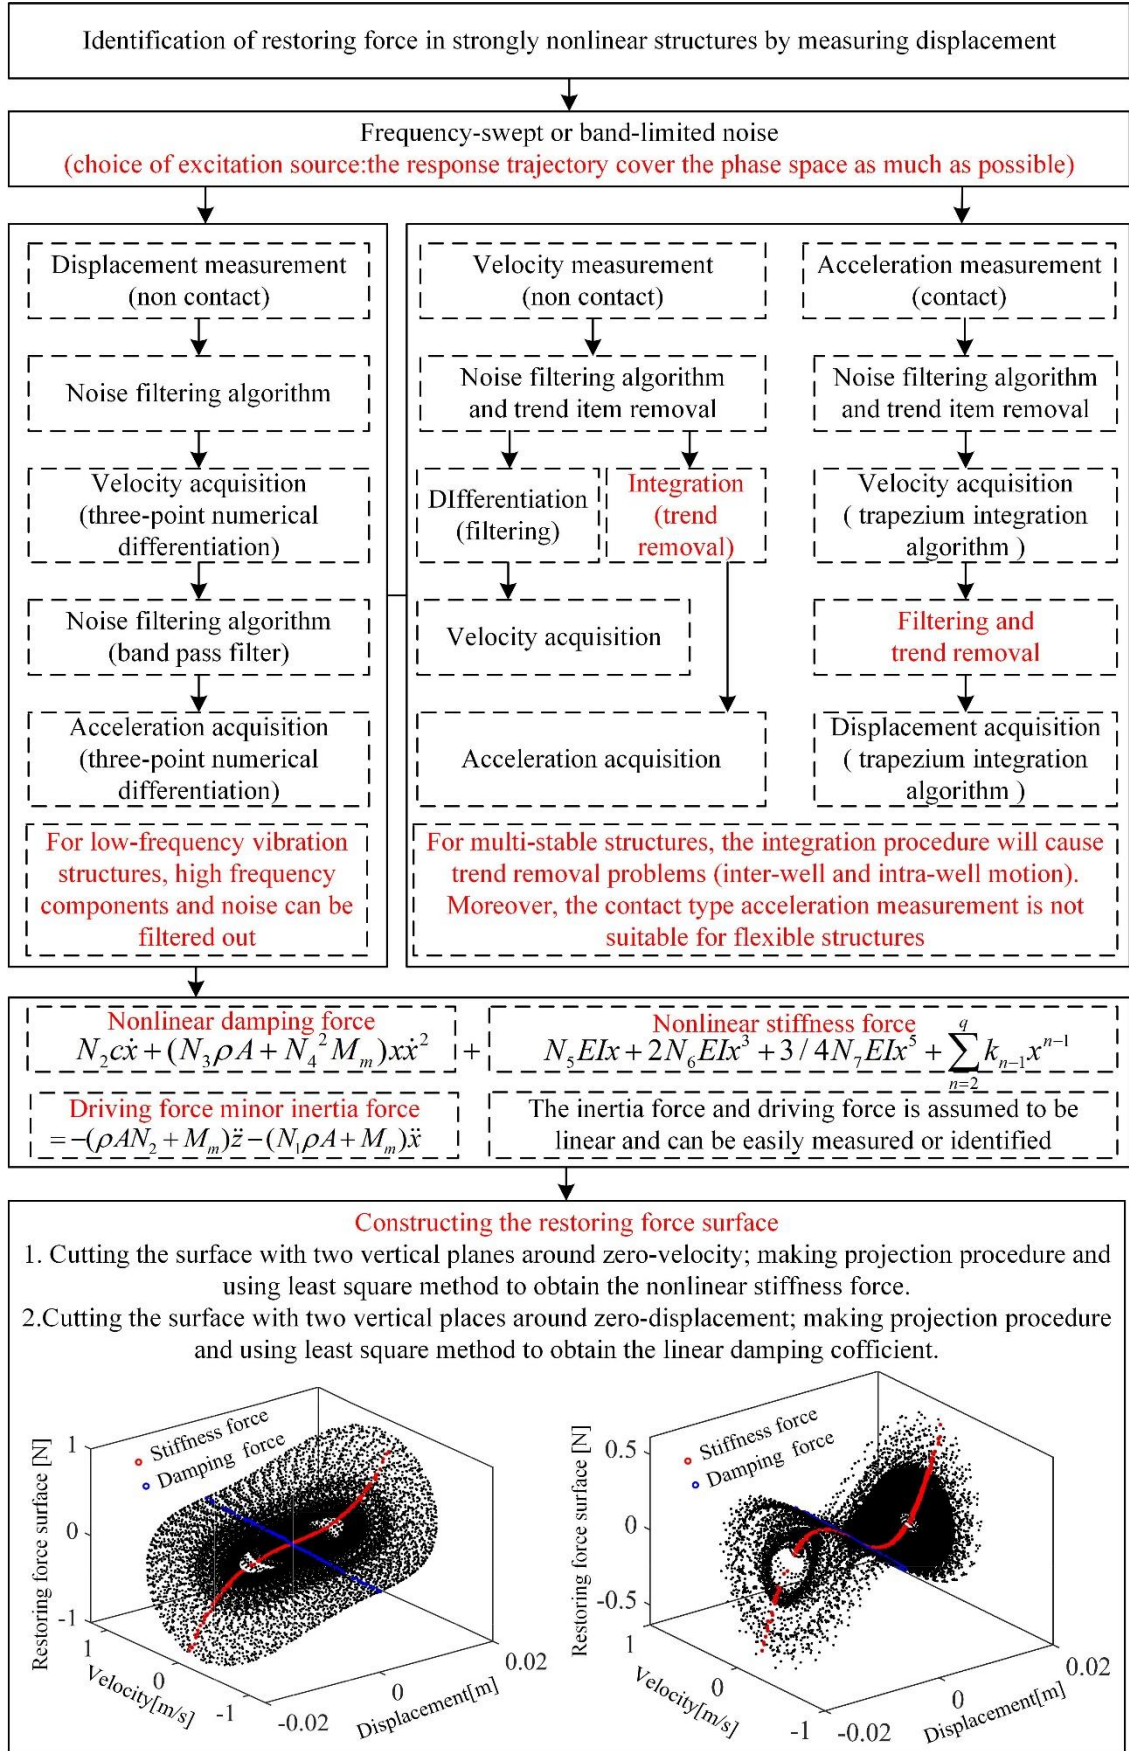 Identification of restoring force in strongly nonlinear structures by measuring displacement
Frequency-swept or band-limited noise
(choice of excitation source:the response trajectory cover the phase space as much as possible)
Displacement measurement
(non contact)
Noise filtering algorithm
Velocity acquisition
(three-point numerical
differentiation)
Noise filtering algorithm
(band pass filter)
Acceleration acquisition
(three-point numerical
differentiation)
For low-frequency vibration
structures, high frequency
components and noise can be
filtered out
Velocity measurement
(non contact)
Noise filtering algorithm
and trend item removal
DIfferentiation
(filtering)
Integration
(trend
removal)
Velocity acquisition
Acceleration acquisition
Acceleration measurement
(contact)
Noise filtering algorithm
and trend item removal
Velocity acquisition
( trapezium integration
algorithm )
Filtering and
trend removal
Displacement acquisition
( trapezium integration
algorithm )
For multi-stable structures, the integration procedure will cause
trend removal problems (inter-well and intra-well motion).
Moreover, the contact type acceleration measurement is not
suitable for flexible structures
Nonlinear damping force
N₂cẋ + (N₃ρA + N₄²Mₘ)xẋ²
+
Nonlinear stiffness force
N₅EIx + 2N₆EIx³ + 3/4N₇EIx⁵ + ∑_{n=2}^{q} k_{n−1}x^{n−1}
Driving force minor inertia force
= −(ρAN₂ + Mₘ)z̈ − (N₁ρA + Mₘ)ẍ
The inertia force and driving force is assumed to be
linear and can be easily measured or identified
Constructing the restoring force surface
1. Cutting the surface with two vertical planes around zero-velocity; making projection procedure and
using least square method to obtain the nonlinear stiffness force.
2.Cutting the surface with two vertical places around zero-displacement; making projection procedure
and using least square method to obtain the linear damping cofficient.
Restoring force surface [N]
1
0
-1
Stiffness force
Damping force
1
0
-1
Velocity[m/s]
-0.02
0
0.02
Displacement[m]
Restoring force surface [N]
0.5
0
-0.5
Stiffness force
Damping force
1
0
-1
Velocity[m/s]
-0.02
0
0.02
Displacement[m]